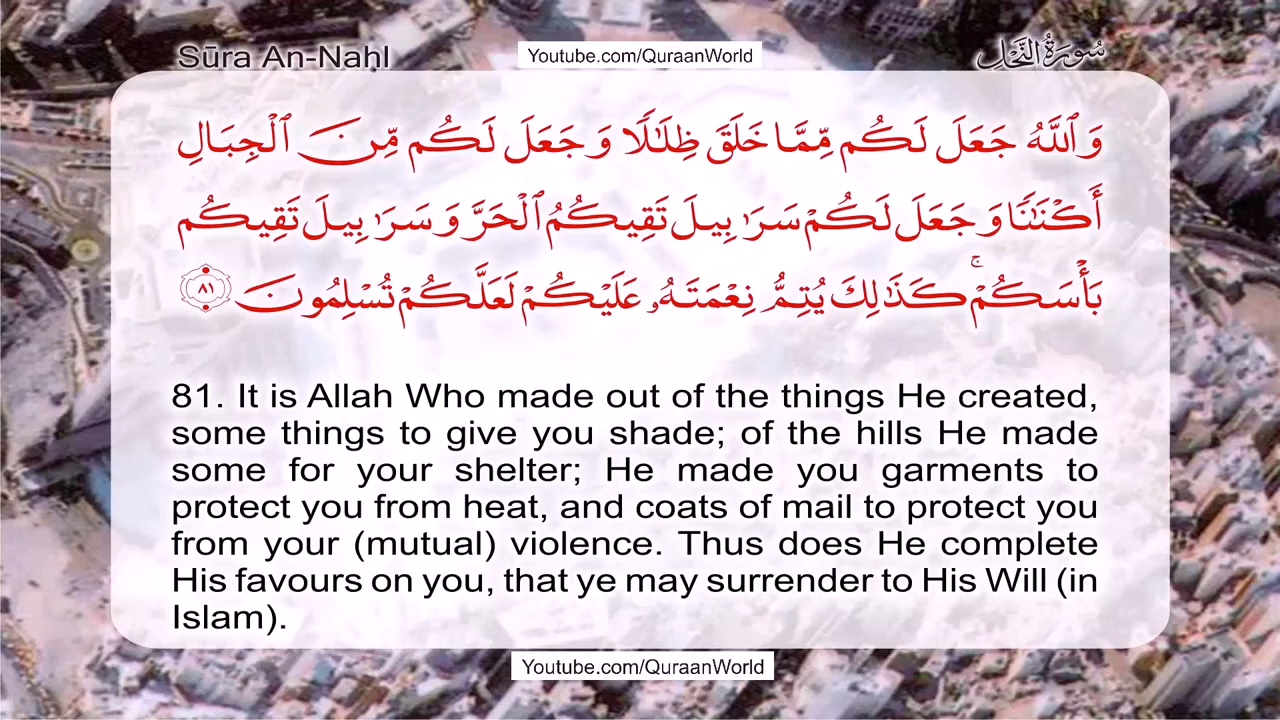 Sūra An-Naḥl
Youtube.com/QuraanWorld
سُورَةُ النَّحْلِ
وَٱللَّهُ جَعَلَ لَكُم مِّمَّا خَلَقَ ظِلَـٰلًا وَجَعَلَ لَكُم مِّنَ ٱلْجِبَالِ
أَكْنَـٰنًا وَجَعَلَ لَكُمْ سَرَٰبِيلَ تَقِيكُمُ ٱلْحَرَّ وَسَرَٰبِيلَ تَقِيكُم
بَأْسَكُمْ ۚ كَذَٰلِكَ يُتِمُّ نِعْمَتَهُۥ عَلَيْكُمْ لَعَلَّكُمْ تُسْلِمُونَ ٨١
81. It is Allah Who made out of the things He created,
some things to give you shade; of the hills He made
some for your shelter; He made you garments to
protect you from heat, and coats of mail to protect you
from your (mutual) violence. Thus does He complete
His favours on you, that ye may surrender to His Will (in
Islam).
Youtube.com/QuraanWorld